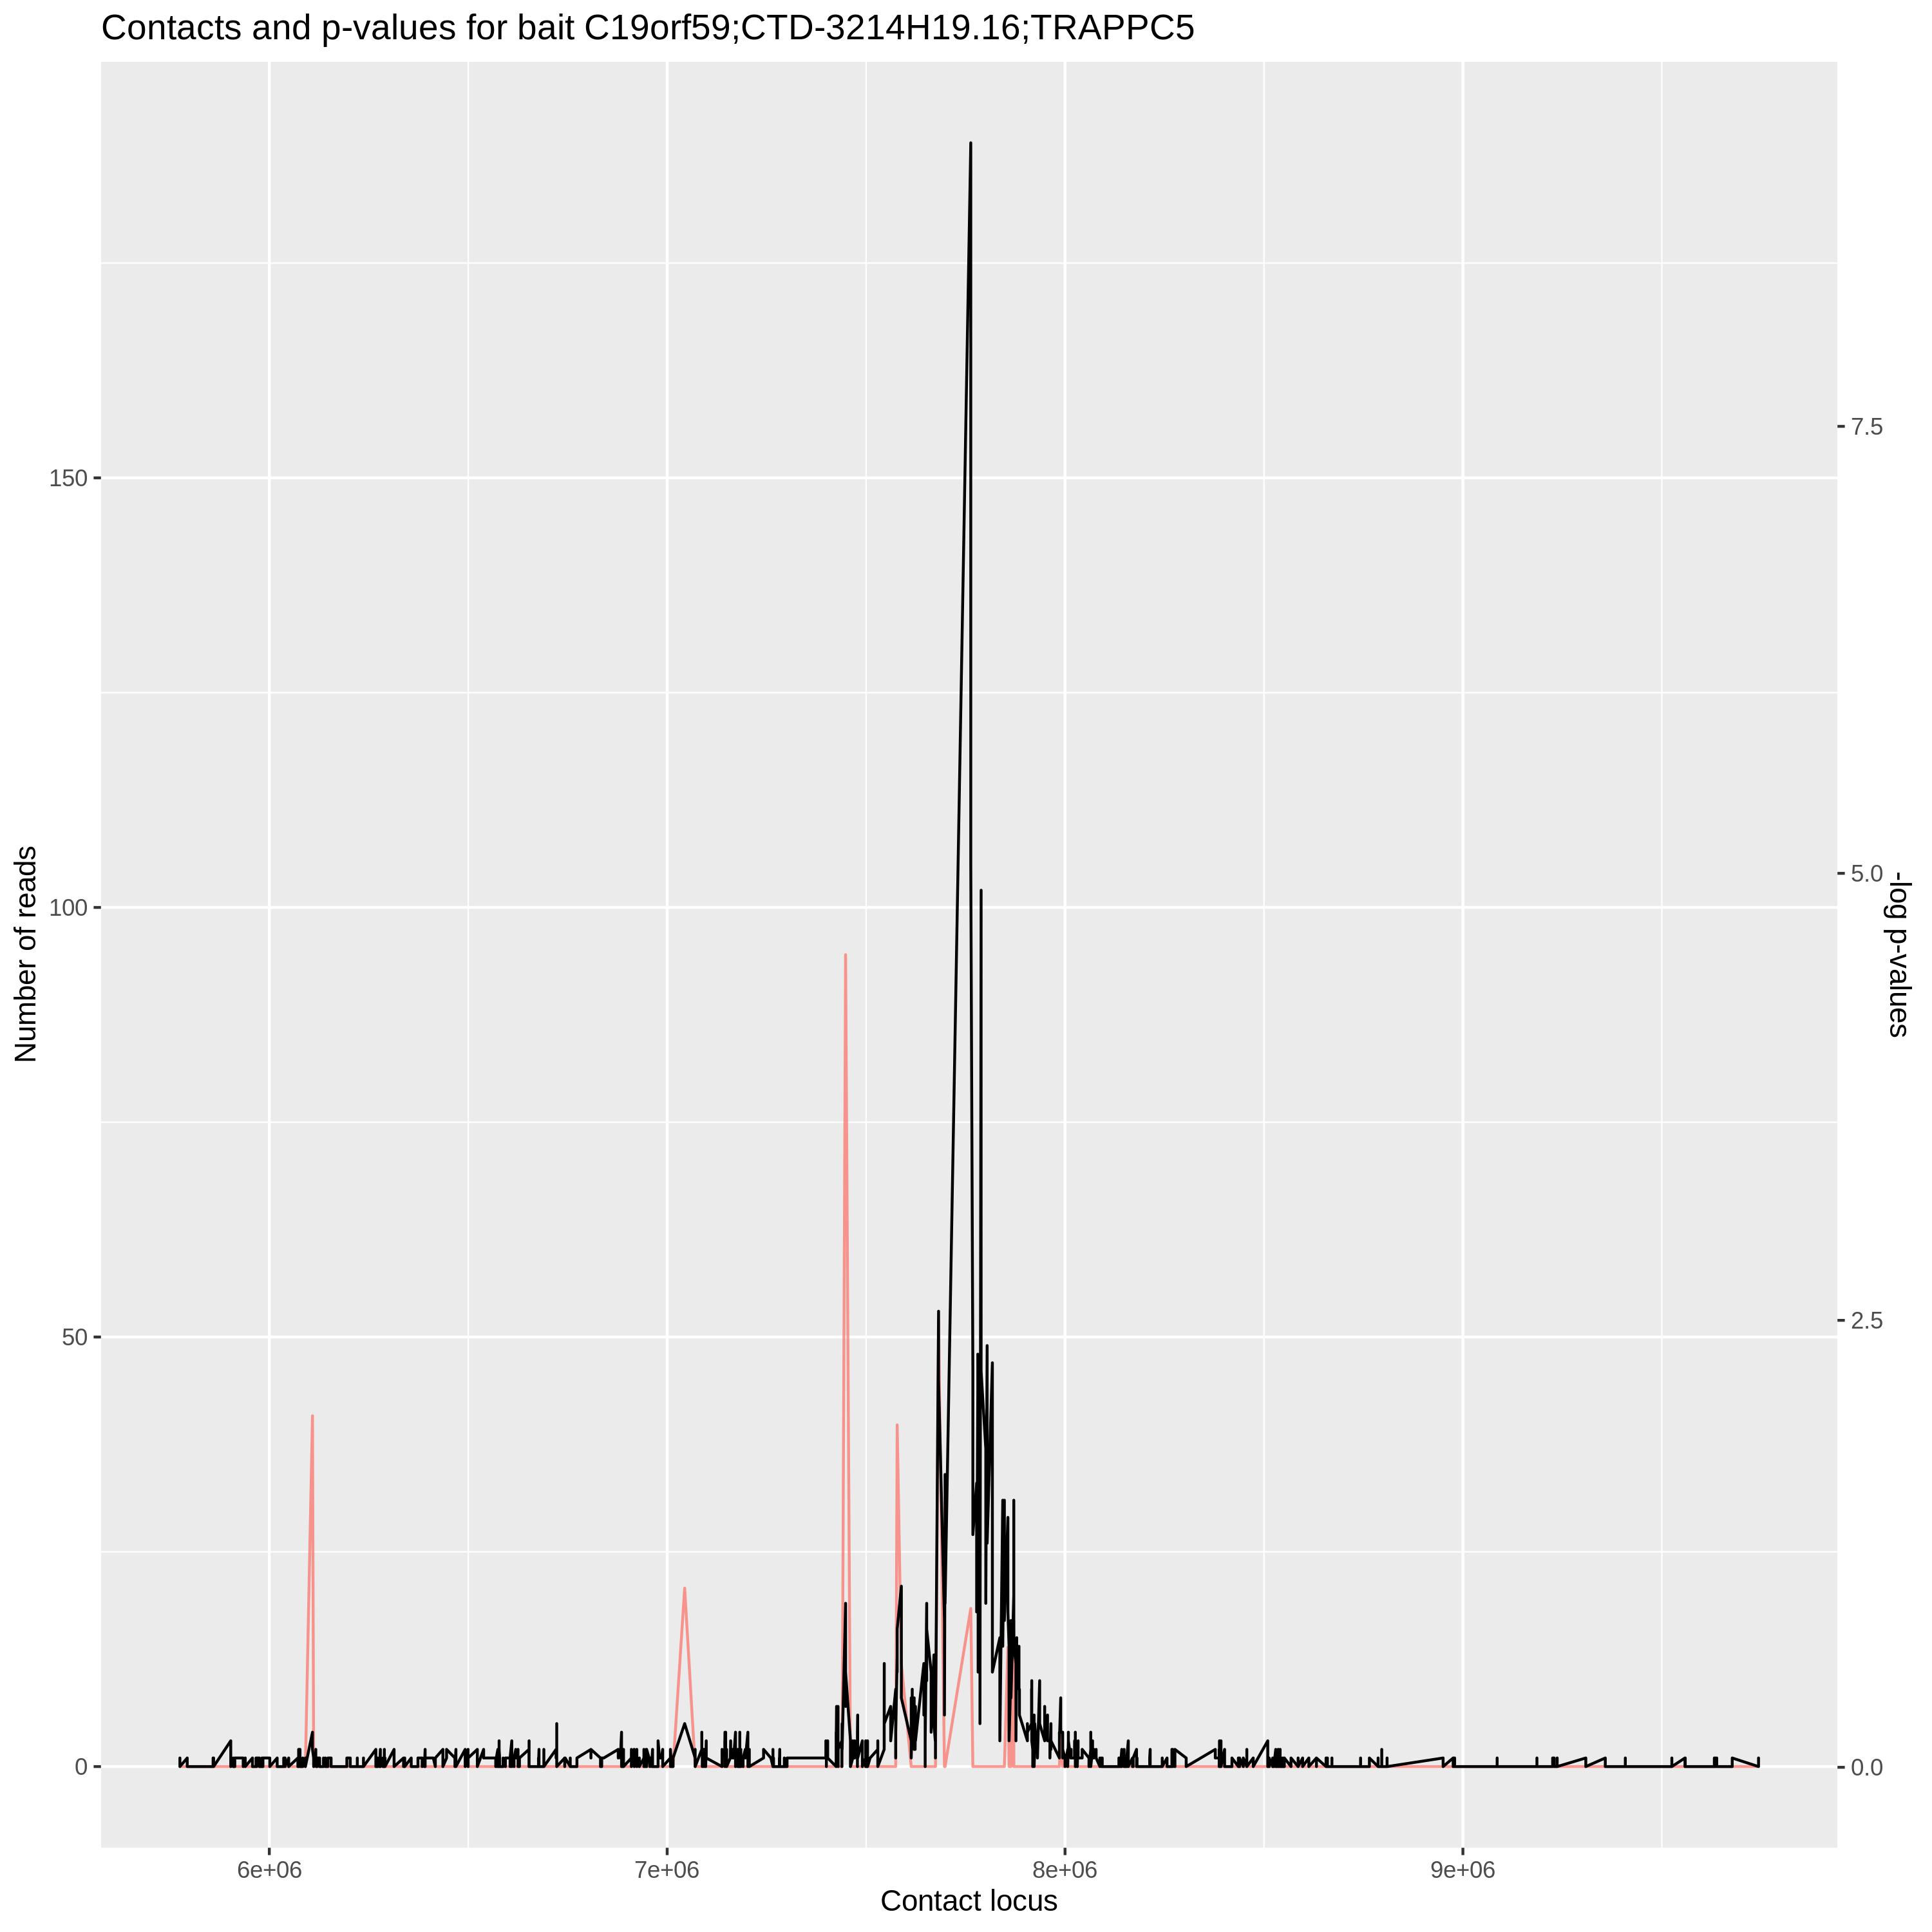 Contacts and p-values for bait C19orf59;CTD-3214H19.16;TRAPPC5
Number of reads
150
100
50
0
7.5
5.0
2.5
0.0
-log p-values
6e+06
7e+06
8e+06
9e+06
Contact locus